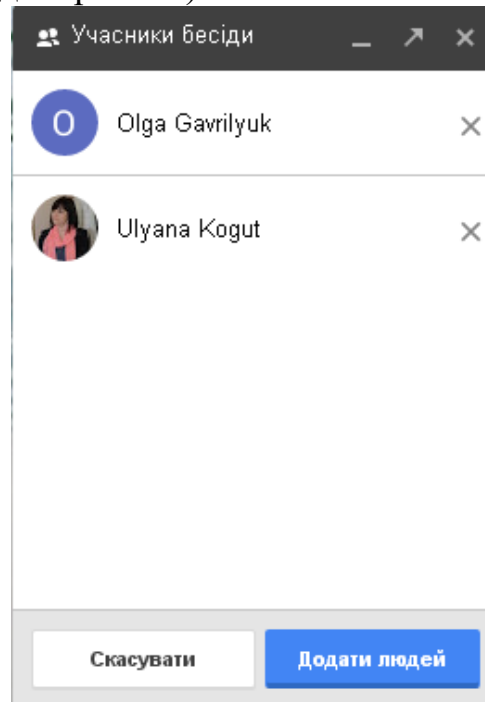 Учасники бесіди
O
Olga Gavrilyuk
Ulyana Kogut
Скасувати
Додати людей